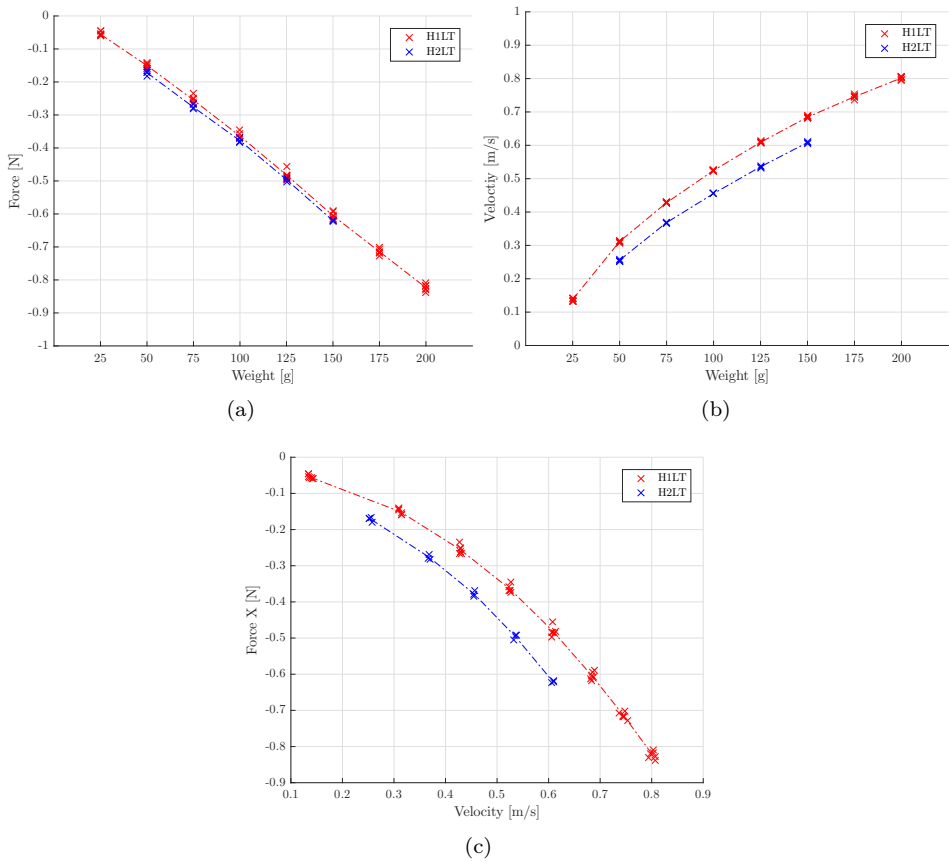 0
-0.1
-0.2
-0.3
-0.4
-0.5
-0.6
-0.7
-0.8
-0.9
-1
Force [N]
25 50 75 100 125 150 175 200
Weight [g]
H1LT
H2LT
(a)
1
0.9
0.8
0.7
0.6
0.5
0.4
0.3
0.2
0.1
0
Veloctiy [m/s]
25 50 75 100 125 150 175 200
Weight [g]
H1LT
H2LT
(b)
0
-0.1
-0.2
-0.3
-0.4
-0.5
-0.6
-0.7
-0.8
-0.9
Force X [N]
0.1 0.2 0.3 0.4 0.5 0.6 0.7 0.8 0.9
Velocity [m/s]
H1LT
H2LT
(c)